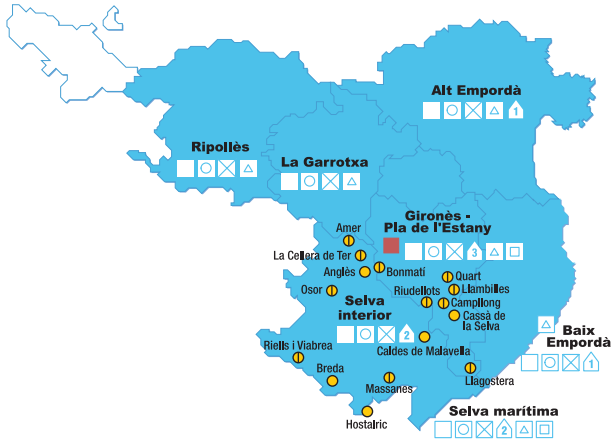 Alt Empordà
1
Ripollès
La Garrotxa
Gironès -
Pla de l'Estany
3
Amer
La Cellera de Ter
Anglès
Bonmatí
Quart
Osor
Riudellots
Llambilles
Campllong
Selva
interior
2
Cassà de
la Selva
Baix
Empordà
1
Riells i Viabrea
Caldes de Malavella
Breda
Massanes
Llagostera
Hostalric
Selva marítima
2